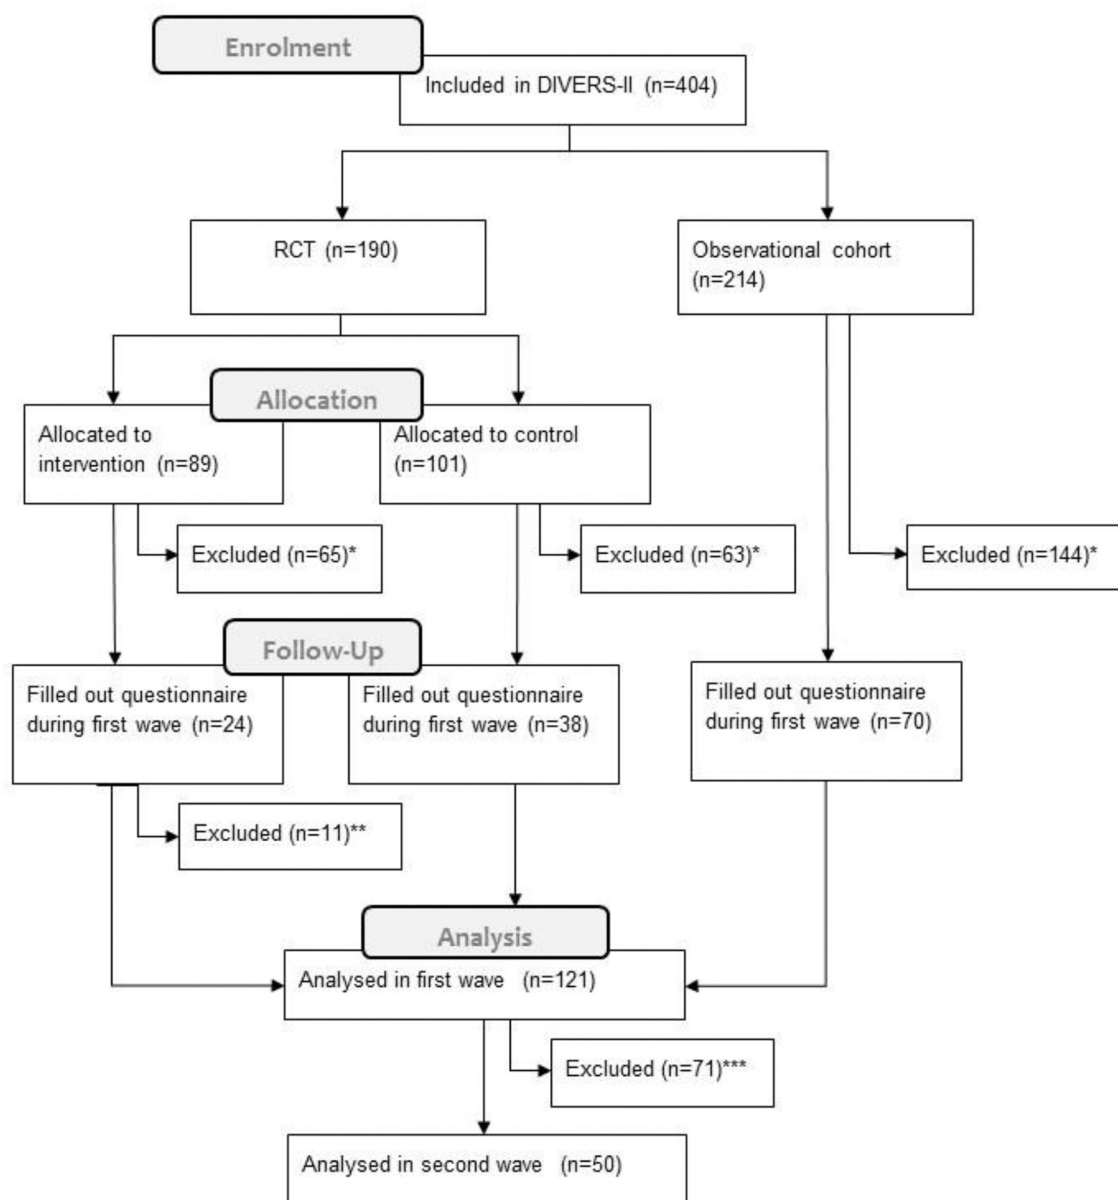 Enrolment
Included in DIVERS-II (n=404)
RCT (n=190)
Observational cohort
(n=214)
Allocation
Allocated to
intervention (n=89)
Allocated to control
(n=101)
Excluded (n=65)*
Excluded (n=63)*
Excluded (n=144)*
Follow-Up
Filled out questionnaire
during first wave (n=24)
Filled out questionnaire
during first wave (n=38)
Filled out questionnaire
during first wave (n=70)
Excluded (n=11)**
Analysis
Analysed in first wave (n=121)
Excluded (n=71)***
Analysed in second wave (n=50)